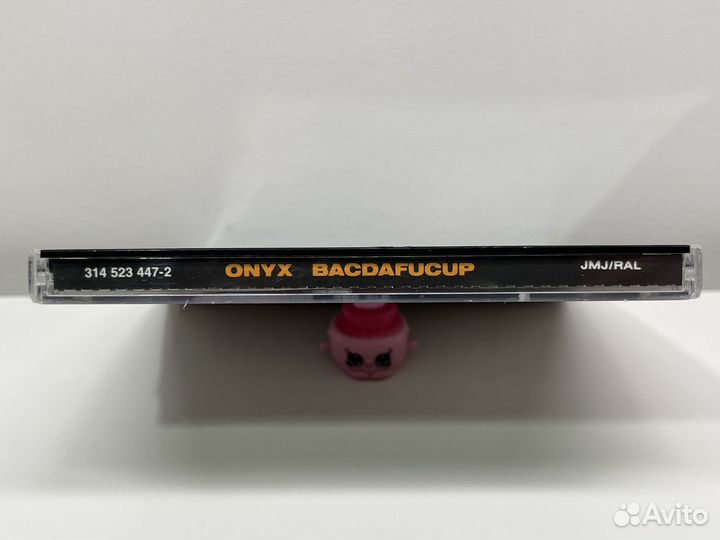 314 523 447-2 ONYX BACDAFUCUP JMJ/RAL
Avito